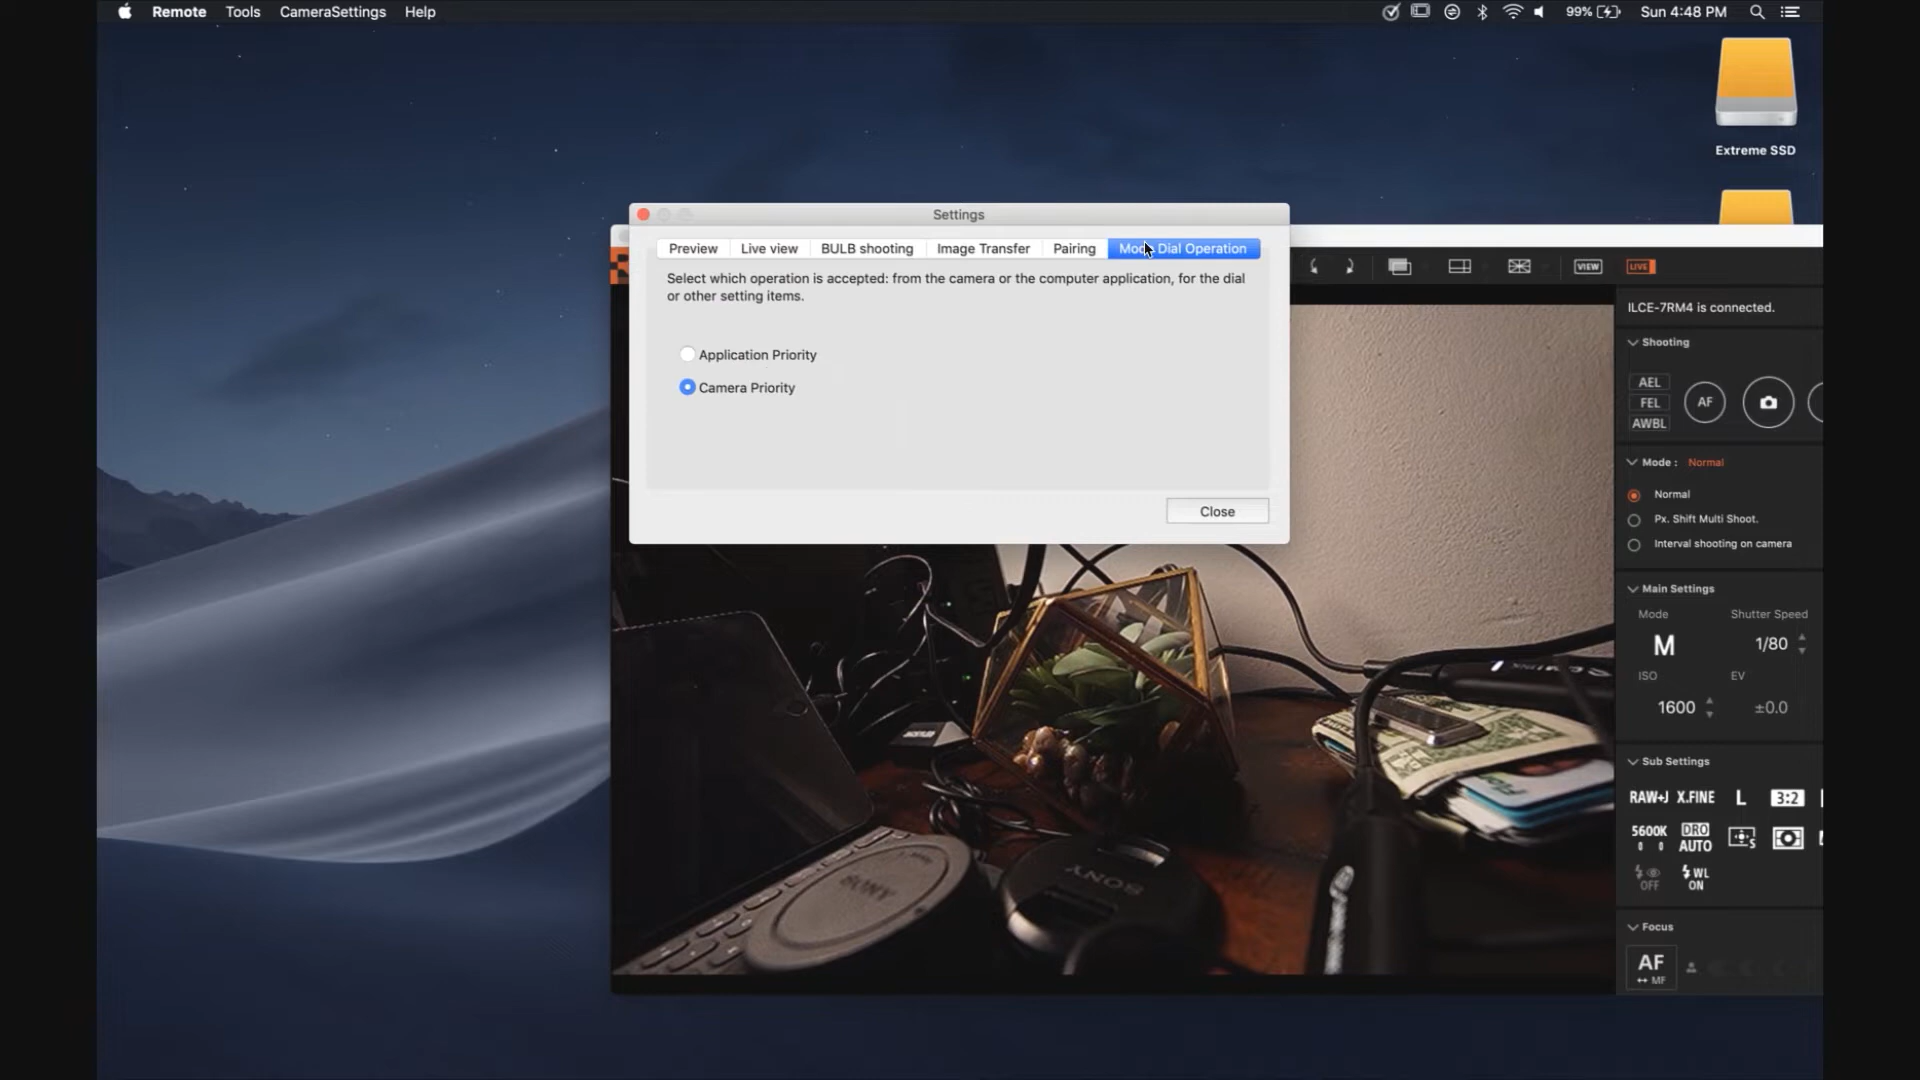 Remote Tools CameraSettings Help
99% Sun 4:48 PM
Extreme SSD
Settings
Preview Live view BULB shooting Image Transfer Pairing Mode Dial Operation
Select which operation is accepted: from the camera or the computer application, for the dial
or other setting items.
Application Priority
Camera Priority
Close
VIEW LIVE
ILCE-7RM4 is connected.
Shooting
AEL
FEL
AWBL
AF
Mode : Normal
Normal
Px. Shift Multi Shoot.
Interval shooting on camera
Main Settings
Mode Shutter Speed
M 1/80
ISO EV
1600 ±0.0
Sub Settings
RAW+J X.FINE L 3:2
5600K DRO
0 0 AUTO S
OFF WL
ON
Focus
AF
↔ MF
SONY
SONY